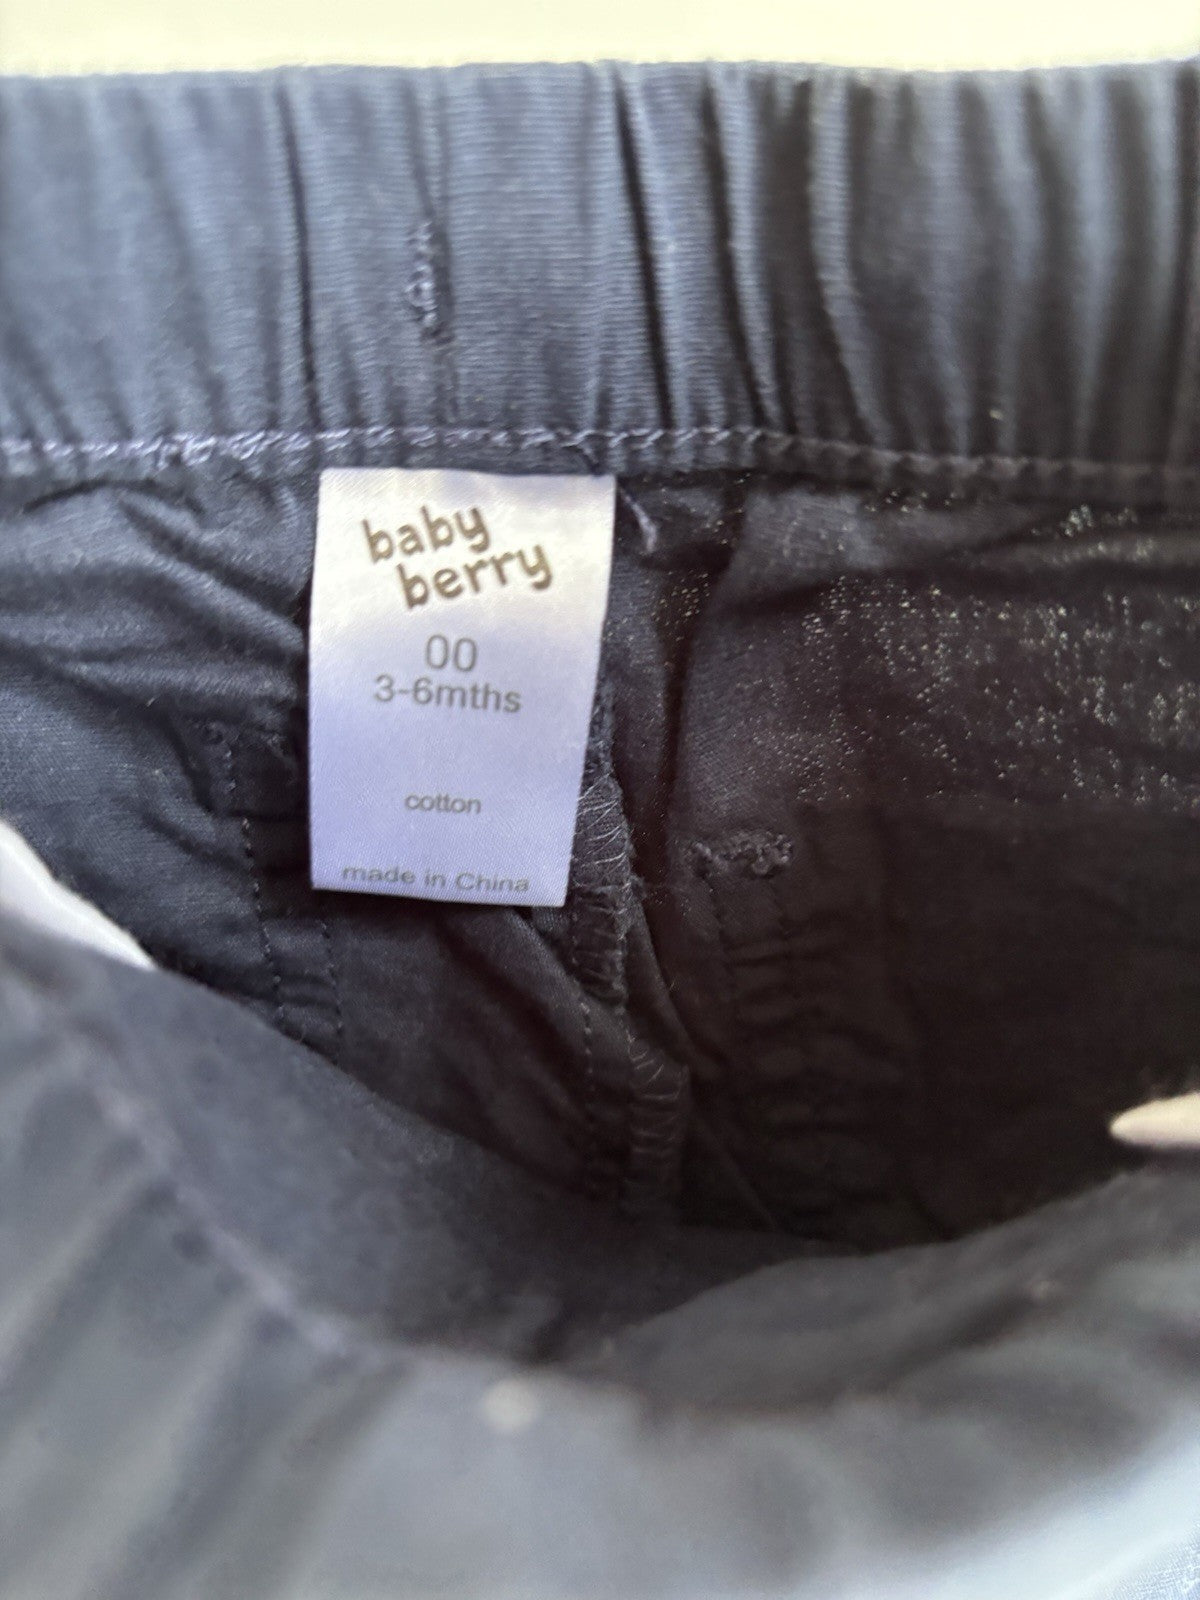 baby
berry
00
3-6mths
cotton
made in China